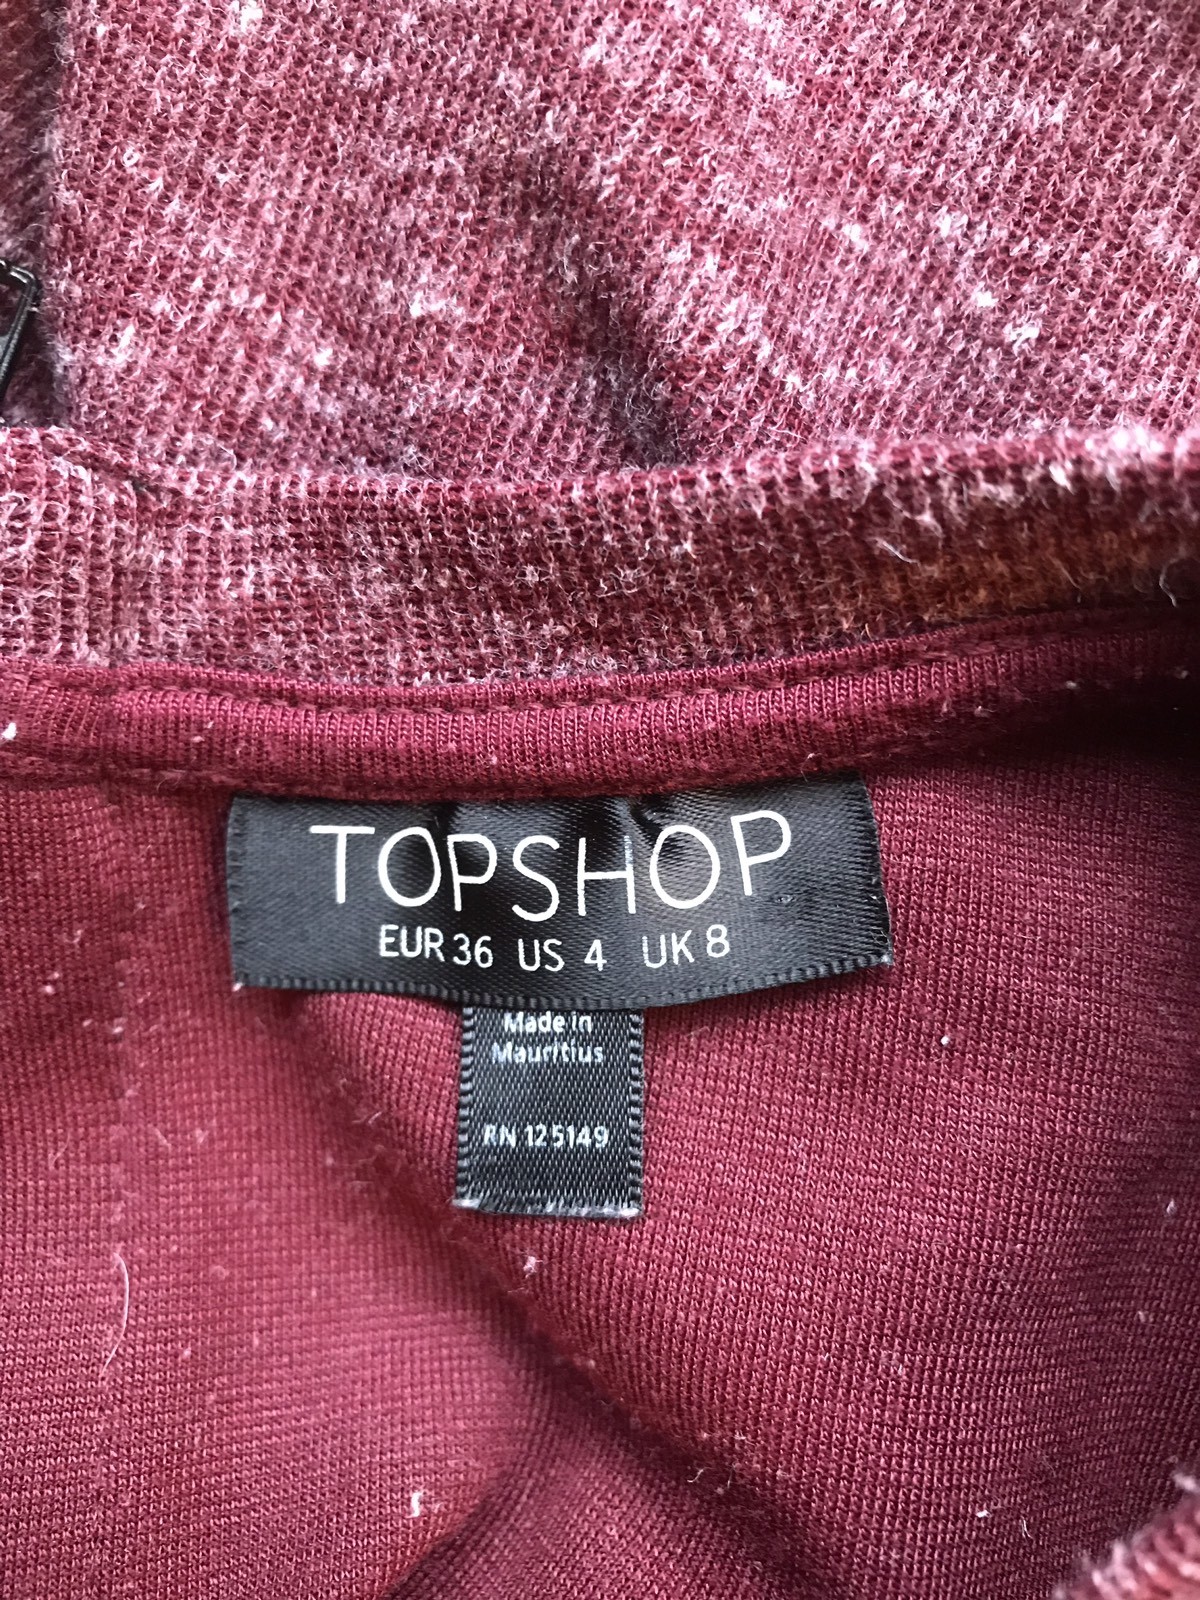 TOPSHOP
EUR 36 US 4 UK 8
Made in
Mauritius
RN 125149